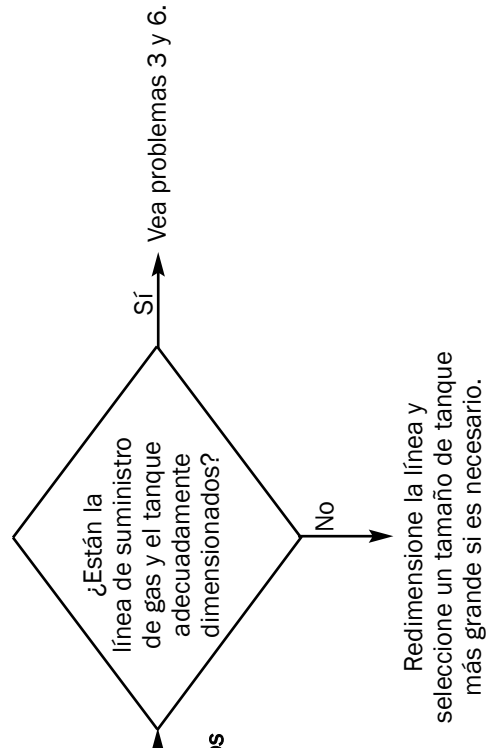 ¿Están la
línea de suministro
de gas y el tanque
adecuadamente
dimensionados?
Sí
Vea problemas 3 y 6.
No
Redimensione la línea y
seleccione un tamaño de tanque
más grande si es necesario.